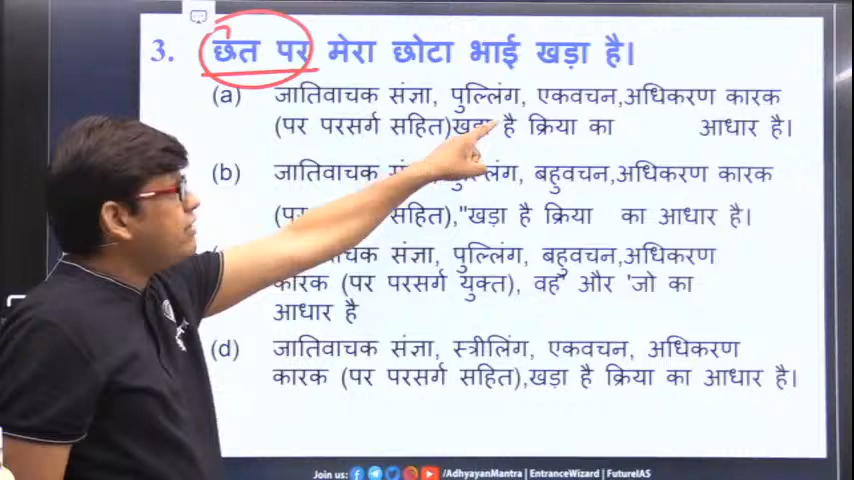 3. छत पर मेरा छोटा भाई खड़ा है।
(a) जातिवाचक संज्ञा, पुल्लिंग, एकवचन,अधिकरण कारक
(पर परसर्ग सहित)खड़ा है क्रिया का आधार है।
(b) जातिवाचक पुल्लिंग, बहुवचन,अधिकरण कारक
सहित),"खड़ा है क्रिया का आधार है।
संज्ञा, पुल्लिंग, बहुवचन,अधिकरण
कारक (पर परसर्ग युक्त), वह" और 'जो का
आधार है
(d) जातिवाचक संज्ञा, स्त्रीलिंग, एकवचन, अधिकरण
कारक (पर परसर्ग सहित),खड़ा है क्रिया का आधार है।
Join us: /AdhyayanMantra | EntranceWizard | FutureIAS